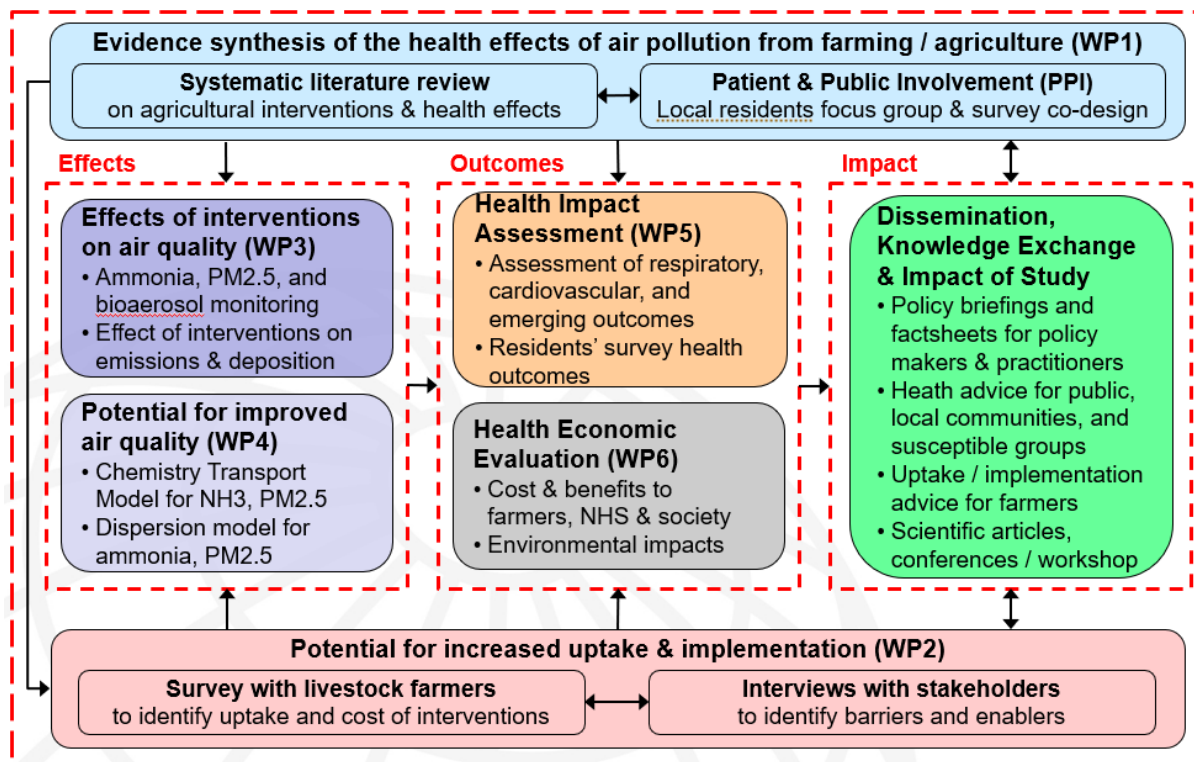 Evidence synthesis of the health effects of air pollution from farming / agriculture (WP1)
Systematic literature review
on agricultural interventions & health effects
Patient & Public Involvement (PPI)
Local residents focus group & survey co-design
Effects
Outcomes
Impact
Effects of interventions
on air quality (WP3)
• Ammonia, PM2.5, and
bioaerosol monitoring
• Effect of interventions on
emissions & deposition
Potential for improved
air quality (WP4)
• Chemistry Transport
Model for NH3, PM2.5
• Dispersion model for
ammonia, PM2.5
Health Impact
Assessment (WP5)
• Assessment of respiratory,
cardiovascular, and
emerging outcomes
• Residents' survey health
outcomes
Health Economic
Evaluation (WP6)
• Cost & benefits to
farmers, NHS & society
• Environmental impacts
Dissemination,
Knowledge Exchange
& Impact of Study
• Policy briefings and
factsheets for policy
makers & practitioners
• Heath advice for public,
local communities, and
susceptible groups
• Uptake / implementation
advice for farmers
• Scientific articles,
conferences / workshop
Potential for increased uptake & implementation (WP2)
Survey with livestock farmers
to identify uptake and cost of interventions
Interviews with stakeholders
to identify barriers and enablers